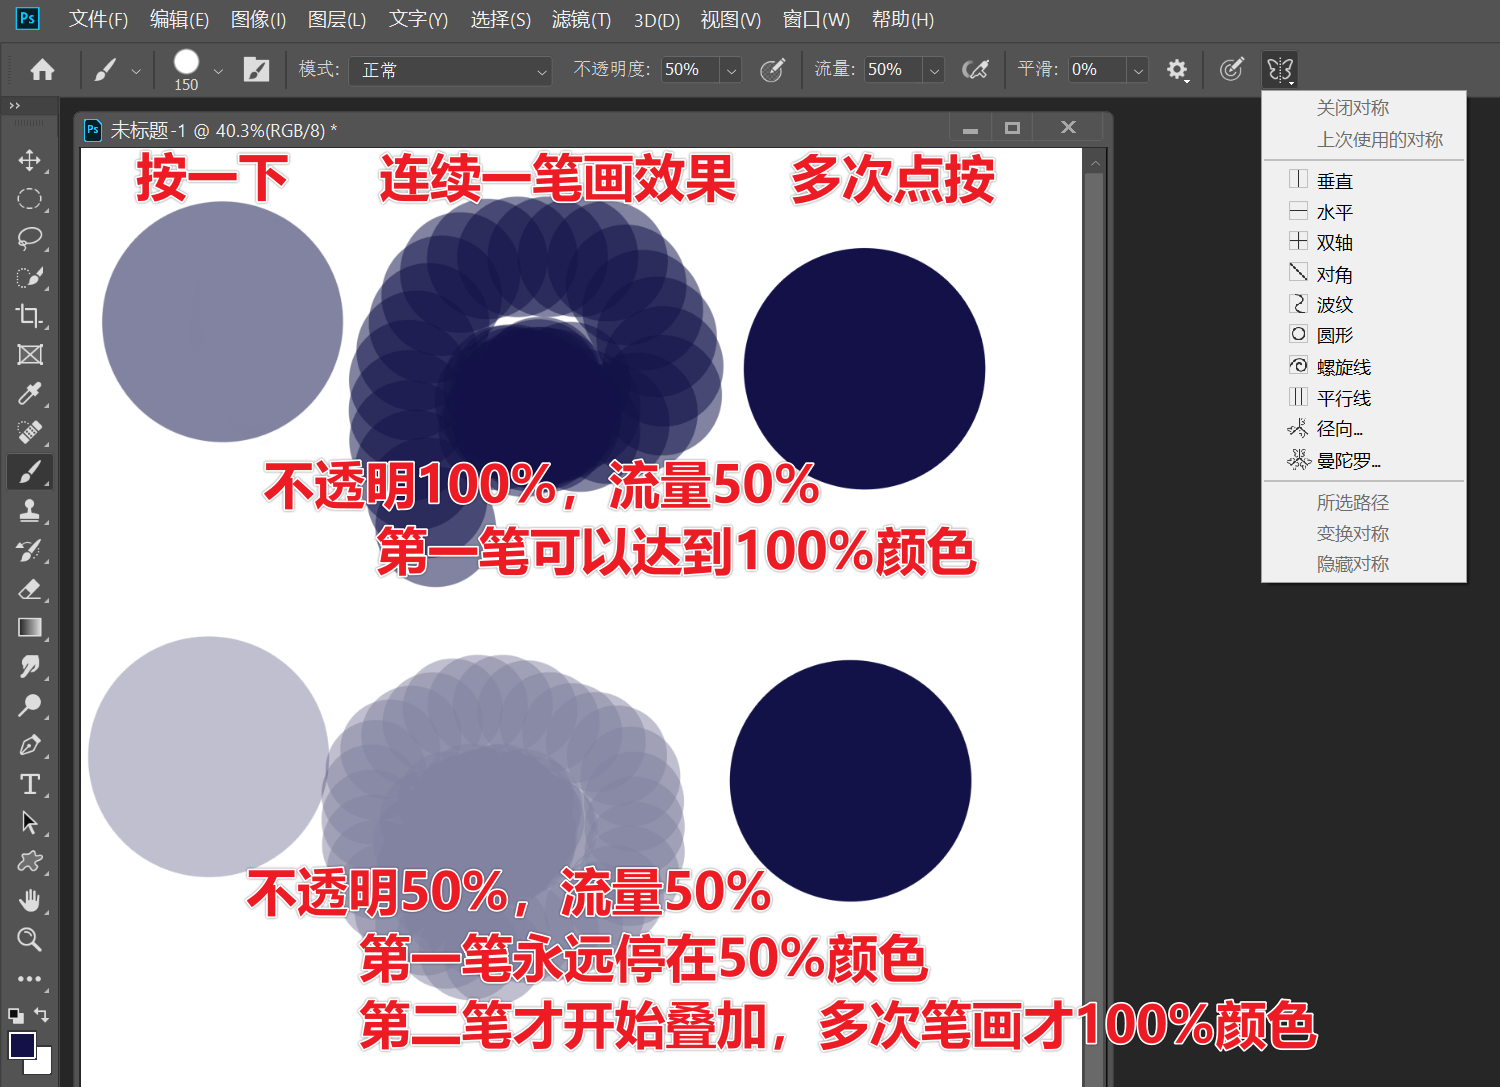 Ps 文件(F) 编辑(E) 图像(I) 图层(L) 文字(Y) 选择(S) 滤镜(T) 3D(D) 视图(V) 窗口(W) 帮助(H)
150 模式: 正常 不透明度: 50% 流量: 50% 平滑: 0%
Ps 未标题-1 @ 40.3%(RGB/8) *
按一下 连续一笔画效果 多次点按
不透明100%，流量50%
第一笔可以达到100%颜色
不透明50%，流量50%
第一笔永远停在50%颜色
第二笔才开始叠加，多次笔画才100%颜色
关闭对称
上次使用的对称
垂直
水平
双轴
对角
波纹
圆形
螺旋线
平行线
径向...
曼陀罗...
所选路径
变换对称
隐藏对称